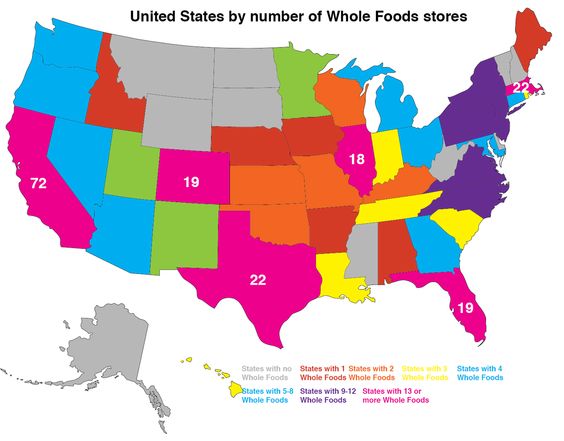 United States by number of Whole Foods stores
22
72
19
18
22
19
States with no
Whole Foods
States with 1
Whole Foods
States with 2
Whole Foods
States with 3
Whole Foods
States with 4
Whole Foods
States with 5-8
Whole Foods
States with 9-12
Whole Foods
States with 13 or
more Whole Foods